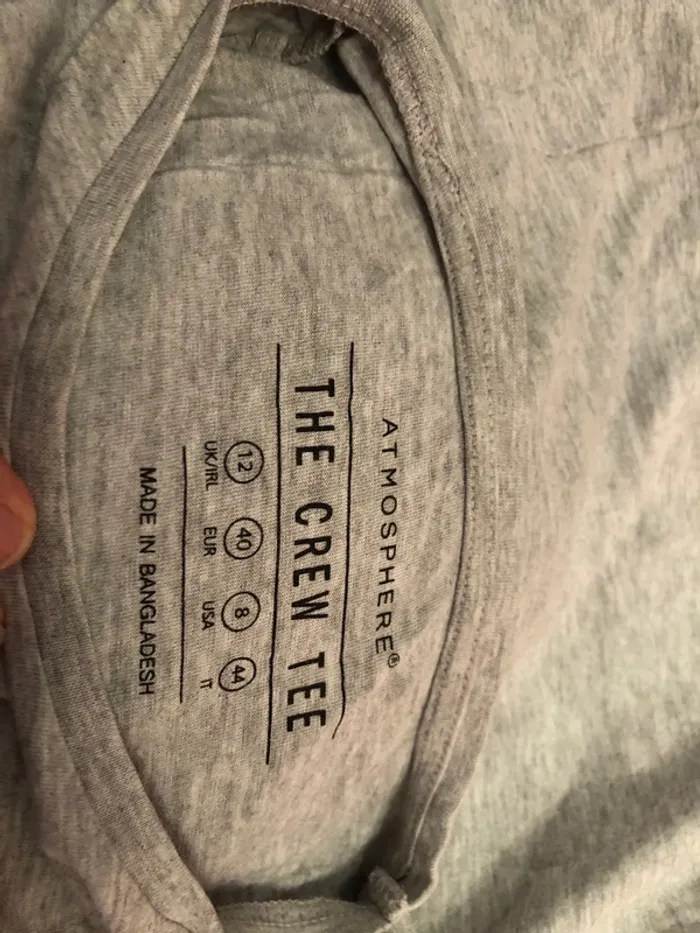 ATMOSPHERE®
THE CREW TEE
12 40 8 44
UK/IRL EUR USA IT
MADE IN BANGLADESH